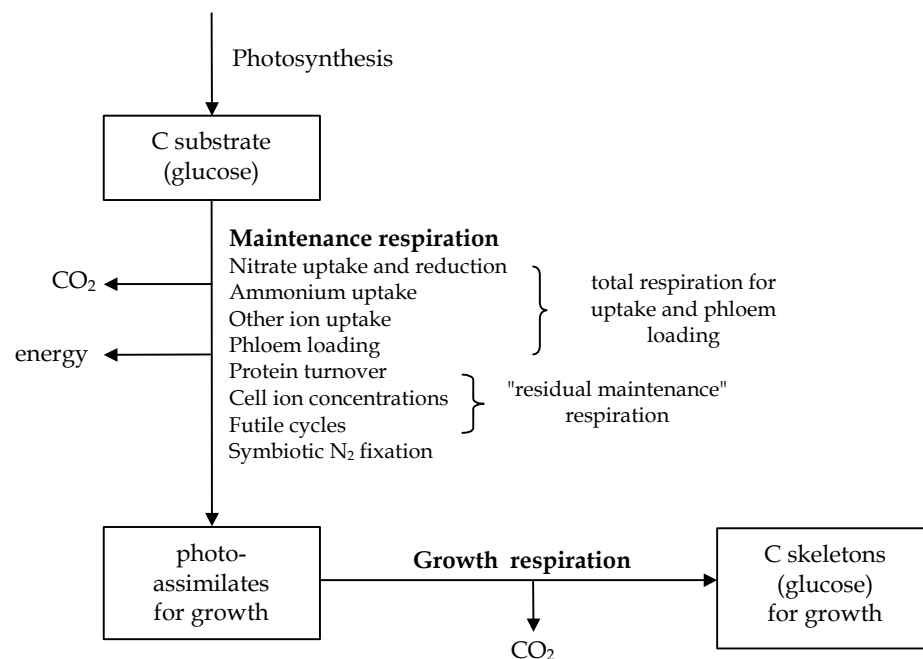 Photosynthesis
C substrate
(glucose)
Maintenance respiration
Nitrate uptake and reduction
Ammonium uptake
Other ion uptake
Phloem loading
Protein turnover
Cell ion concentrations
Futile cycles
Symbiotic N₂ fixation
CO₂
energy
total respiration for
uptake and phloem
loading
"residual maintenance"
respiration
photo-
assimilates
for growth
Growth respiration
CO₂
C skeletons
(glucose)
for growth